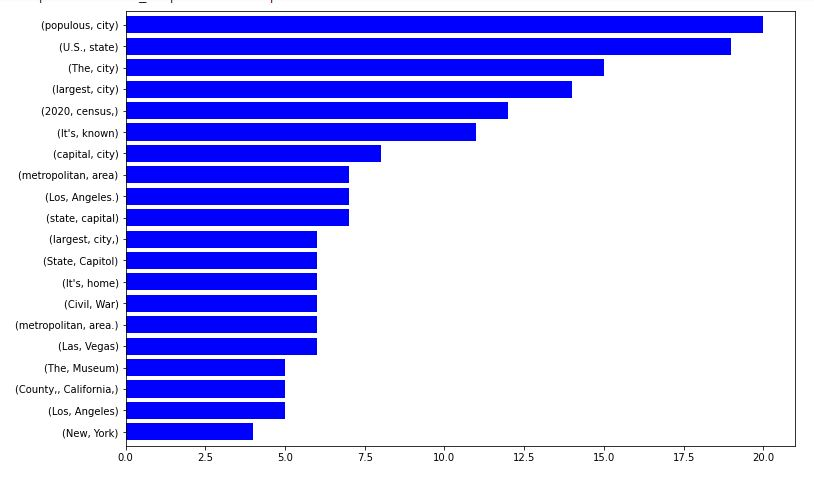 (populous, city)
(U.S., state)
(The, city)
(largest, city)
(2020, census,)
(It's, known)
(capital, city)
(metropolitan, area)
(Los, Angeles.)
(state, capital)
(largest, city,)
(State, Capitol)
(It's, home)
(Civil, War)
(metropolitan, area.)
(Las, Vegas)
(The, Museum)
(County,, California,)
(Los, Angeles)
(New, York)
0.0 2.5 5.0 7.5 10.0 12.5 15.0 17.5 20.0